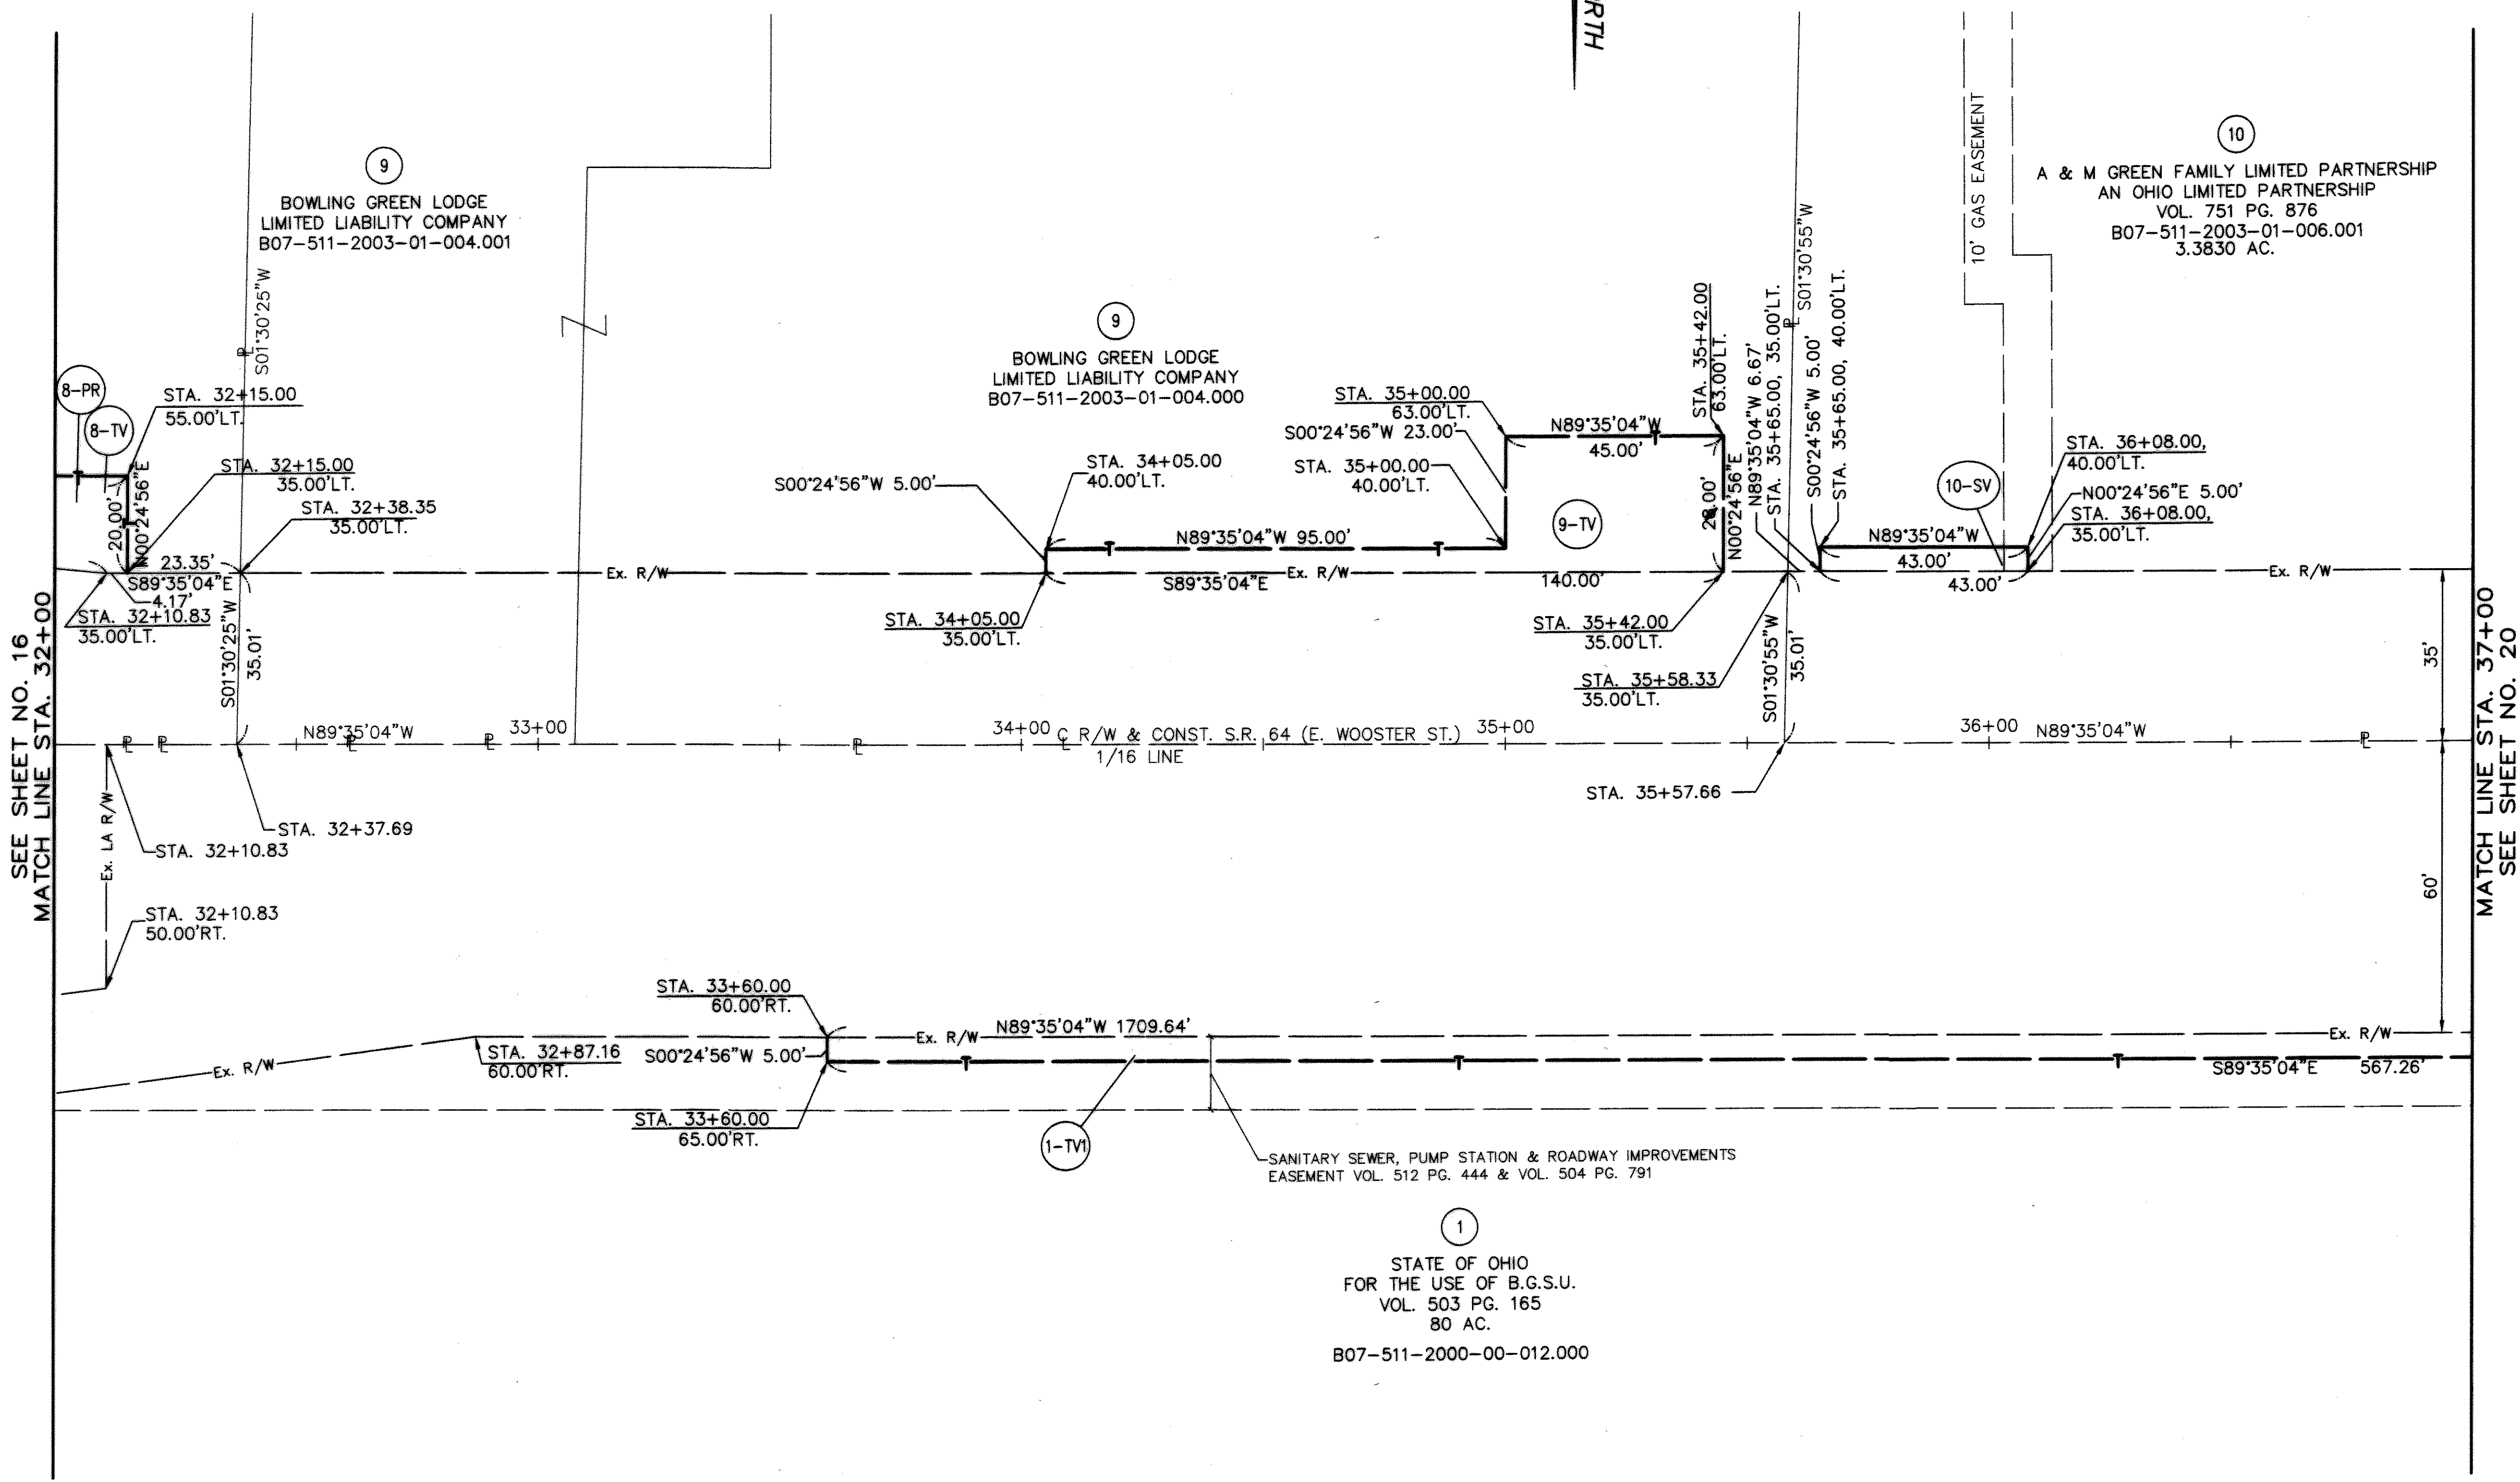 RTH
9
BOWLING GREEN LODGE
LIMITED LIABILITY COMPANY
B07-511-2003-01-004.001
S01°30'25"W
9
BOWLING GREEN LODGE
LIMITED LIABILITY COMPANY
B07-511-2003-01-004.000
10' GAS EASEMENT
10
A & M GREEN FAMILY LIMITED PARTNERSHIP
AN OHIO LIMITED PARTNERSHIP
VOL. 751 PG. 876
B07-511-2003-01-006.001
3.3830 AC.
8-PR
8-TV
STA. 32+15.00
55.00'LT.
20.00'
N00°24'56"E
STA. 32+15.00
35.00'LT.
STA. 32+38.35
35.00'LT.
23.35'
S89°35'04"E
4.17'
STA. 32+10.83
35.00'LT.
S01°30'25"W
35.01'
Ex. R/W
S00°24'56"W 5.00'
STA. 34+05.00
40.00'LT.
N89°35'04"W 95.00'
S89°35'04"E
Ex. R/W
140.00'
STA. 34+05.00
35.00'LT.
STA. 35+00.00
63.00'LT.
S00°24'56"W 23.00'
STA. 35+00.00
40.00'LT.
N89°35'04"W
45.00'
9-TV
STA. 35+42.00
63.00'LT.
N00°24'56"E
N89°35'04"W 6.67'
STA. 35+65.00, 35.00'LT.
S01°30'55"W
S00°24'56"W 5.00'
STA. 35+65.00, 40.00'LT.
10-SV
N89°35'04"W
43.00'
43.00'
STA. 36+08.00,
40.00'LT.
N00°24'56"E 5.00'
STA. 36+08.00,
35.00'LT.
Ex. R/W
STA. 35+42.00
35.00'LT.
STA. 35+58.33
35.00'LT.
S01°30'55"W
35.01'
35'
60'
SEE SHEET NO. 16
MATCH LINE STA. 32+00
MATCH LINE STA. 37+00
SEE SHEET NO. 20
N89°35'04"W
33+00
34+00
℄ R/W & CONST. S.R. 64 (E. WOOSTER ST.)
1/16 LINE
35+00
36+00
N89°35'04"W
STA. 35+57.66
STA. 32+37.69
STA. 32+10.83
Ex. LA R/W
STA. 32+10.83
50.00'RT.
STA. 33+60.00
60.00'RT.
Ex. R/W
N89°35'04"W 1709.64'
Ex. R/W
Ex. R/W
STA. 32+87.16
60.00'RT.
S00°24'56"W 5.00'
S89°35'04"E 567.26'
STA. 33+60.00
65.00'RT.
1-TV1
SANITARY SEWER, PUMP STATION & ROADWAY IMPROVEMENTS
EASEMENT VOL. 512 PG. 444 & VOL. 504 PG. 791
1
STATE OF OHIO
FOR THE USE OF B.G.S.U.
VOL. 503 PG. 165
80 AC.
B07-511-2000-00-012.000